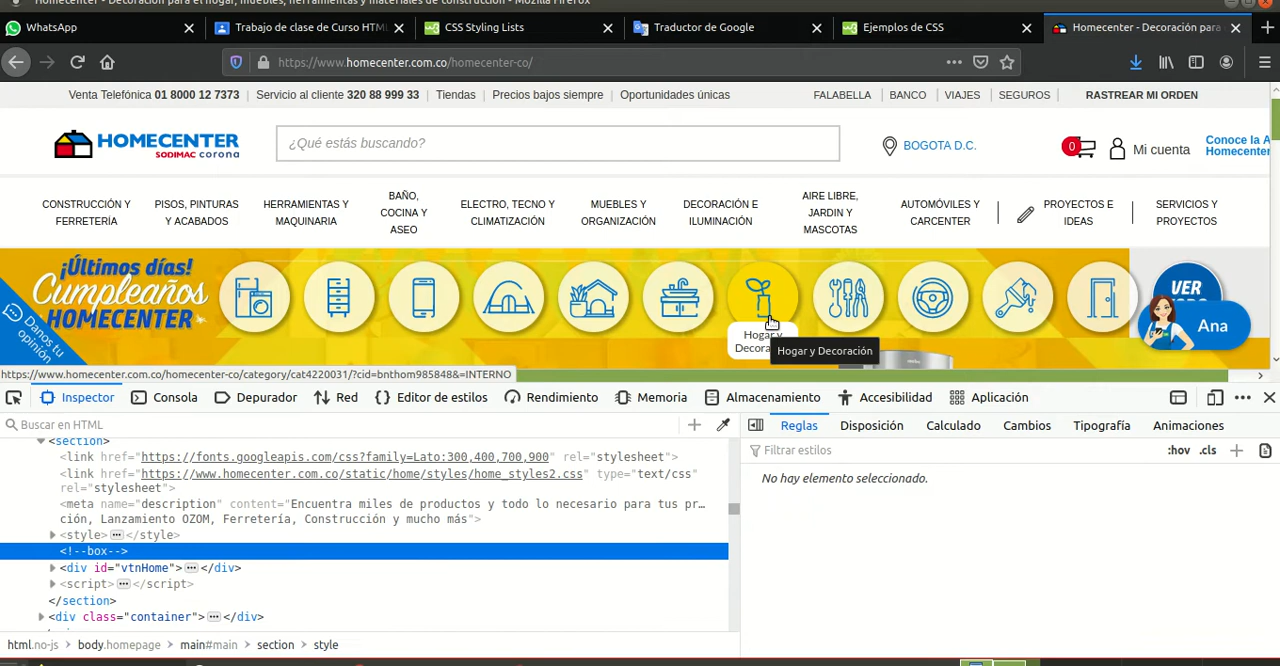 Homecenter - Decoración para el hogar, muebles, herramientas y materiales de construcción - Mozilla Firefox
WhatsApp
Trabajo de clase de Curso HTML
CSS Styling Lists
Traductor de Google
Ejemplos de CSS
Homecenter - Decoración para
https://www.homecenter.com.co/homecenter-co/
Venta Telefónica 01 8000 12 7373 | Servicio al cliente 320 88 999 33 | Tiendas | Precios bajos siempre | Oportunidades únicas
FALABELLA | BANCO | VIAJES | SEGUROS | RASTREAR MI ORDEN
HOMECENTER
SODIMAC corona
¿Qué estás buscando?
BOGOTA D.C.
0
Mi cuenta
Conoce la A
Homecenter
CONSTRUCCIÓN Y
FERRETERÍA
PISOS, PINTURAS
Y ACABADOS
HERRAMIENTAS Y
MAQUINARIA
BAÑO,
COCINA Y
ASEO
ELECTRO, TECNO Y
CLIMATIZACIÓN
MUEBLES Y
ORGANIZACIÓN
DECORACIÓN E
ILUMINACIÓN
AIRE LIBRE,
JARDIN Y
MASCOTAS
AUTOMÓVILES Y
CARCENTER
PROYECTOS E
IDEAS
SERVICIOS Y
PROYECTOS
¡Últimos días!
Cumpleaños
HOMECENTER
VER
Danos tu
opinión
Hogar y
Hogar y Decoración
Ana
https://www.homecenter.com.co/homecenter-co/category/cat4220031/?cid=bnthom985848&=INTERNO
Inspector
Consola
Depurador
Red
Editor de estilos
Rendimiento
Memoria
Almacenamiento
Accesibilidad
Aplicación
Buscar en HTML
<section>
<link href="https://fonts.googleapis.com/css?family=Lato:300,400,700,900" rel="stylesheet">
<link href="https://www.homecenter.com.co/static/home/styles/home_styles2.css" type="text/css"
rel="stylesheet">
<meta name="description" content="Encuentra miles de productos y todo lo necesario para tus pr…
ción, Lanzamiento OZOM, Ferretería, Construcción y mucho más">
<style> ••• </style>
<!--box-->
<div id="vtnHome"> ••• </div>
<script> ••• </script>
</section>
<div class="container"> ••• </div>
html.no-js > body.homepage > main#main > section > style
Reglas
Disposición
Calculado
Cambios
Tipografía
Animaciones
Filtrar estilos
:hov .cls
No hay elemento seleccionado.